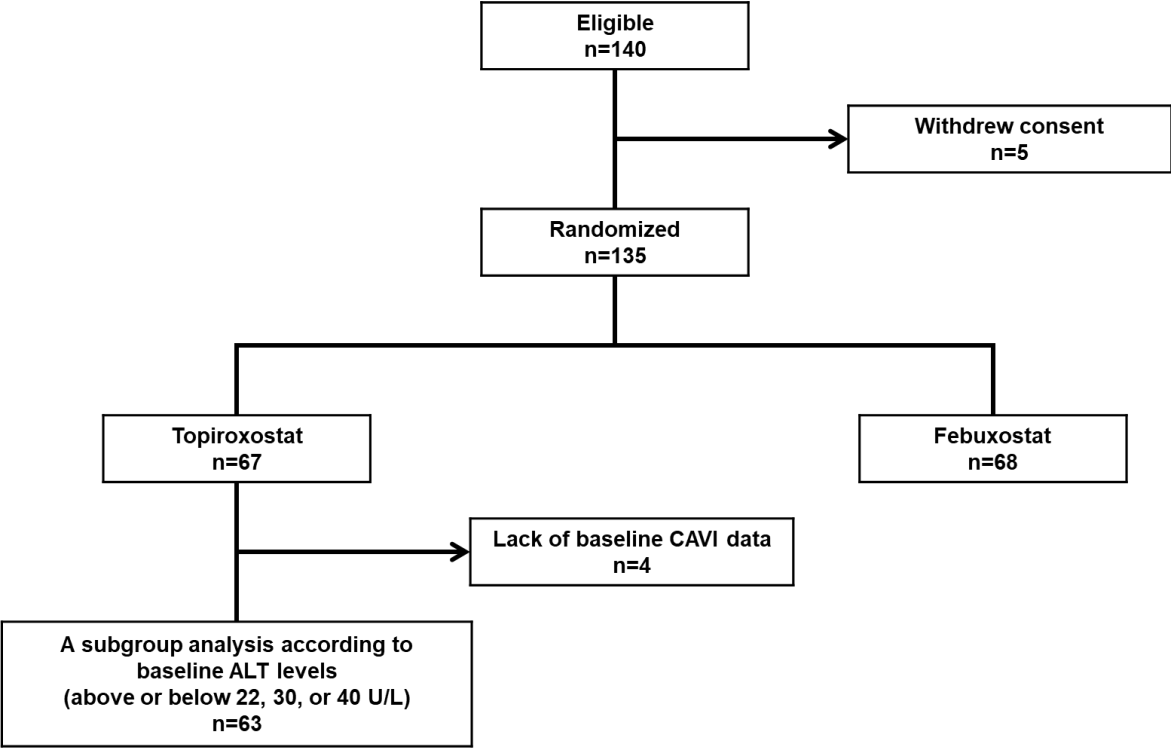 Eligible
n=140
Withdrew consent
n=5
Randomized
n=135
Topiroxostat
n=67
Febuxostat
n=68
Lack of baseline CAVI data
n=4
A subgroup analysis according to
baseline ALT levels
(above or below 22, 30, or 40 U/L)
n=63